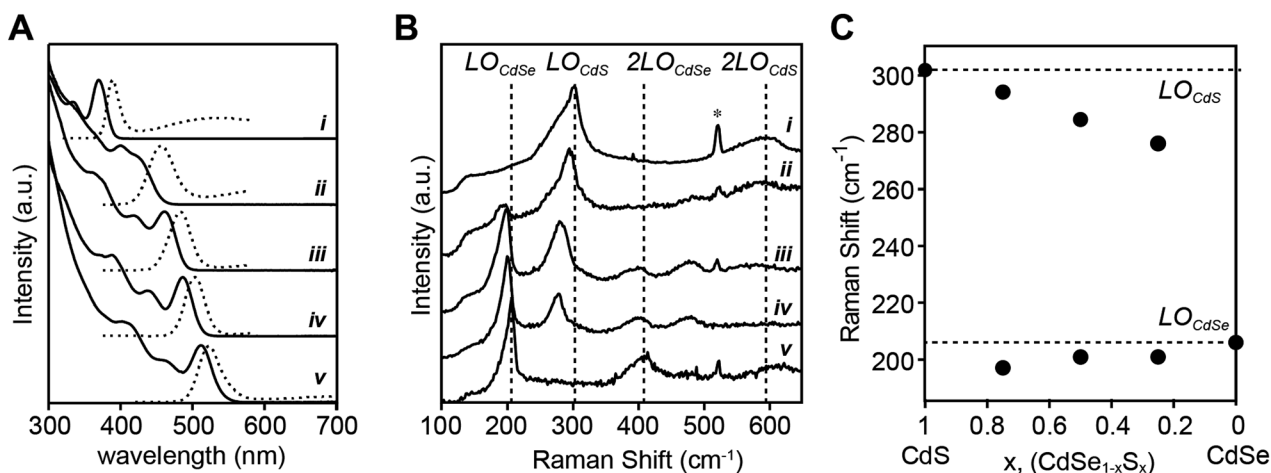 A
Intensity (a.u.)
i
ii
iii
iv
v
300 400 500 600 700
wavelength (nm)
B
Intensity (a.u.)
LO_CdSe LO_CdS 2LO_CdSe 2LO_CdS
*
i
ii
iii
iv
v
100 200 300 400 500 600
Raman Shift (cm⁻¹)
C
Raman Shift (cm⁻¹)
300
280
260
240
220
200
LO_CdS
LO_CdSe
1 0.8 0.6 0.4 0.2 0
CdS x, (CdSe₁₋ₓSₓ) CdSe